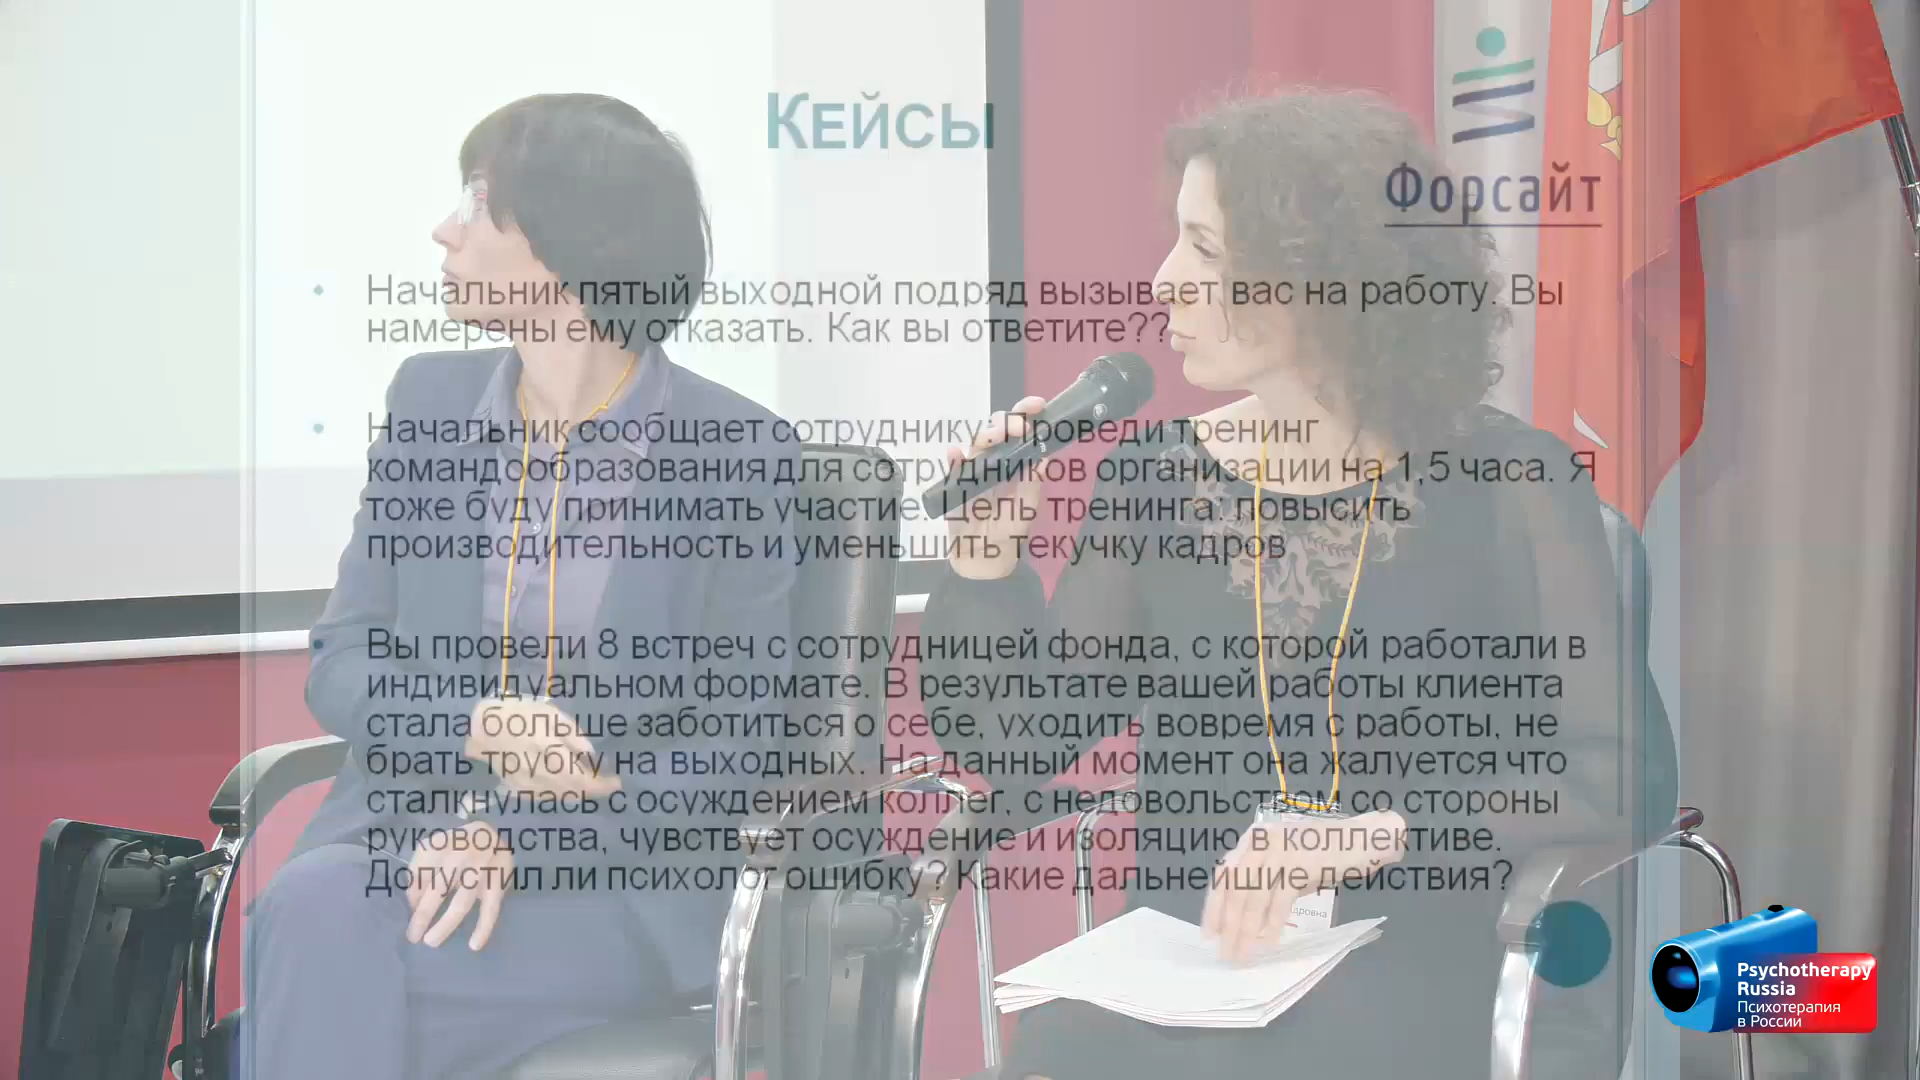 Кейсы
Форсайт
Начальник пятый выходной подряд вызывает вас на работу. Вы
намерены ему отказать. Как вы ответите??
Начальник сообщает сотруднику: Проведи тренинг
командообразования для сотрудников организации на 1,5 часа. Я
тоже буду принимать участие. Цель тренинга: повысить
производительность и уменьшить текучку кадров
Вы провели 8 встреч с сотрудницей фонда, с которой работали в
индивидуальном формате. В результате вашей работы клиента
стала больше заботиться о себе, уходить вовремя с работы, не
брать трубку на выходных. На данный момент она жалуется что
сталкнулась с осуждением коллег, с недовольством со стороны
руководства, чувствует осуждение и изоляцию в коллективе.
Допустил ли психолог ошибку? Какие дальнейшие действия?
дровна
Psychotherapy
Russia
Психотерапия
в России